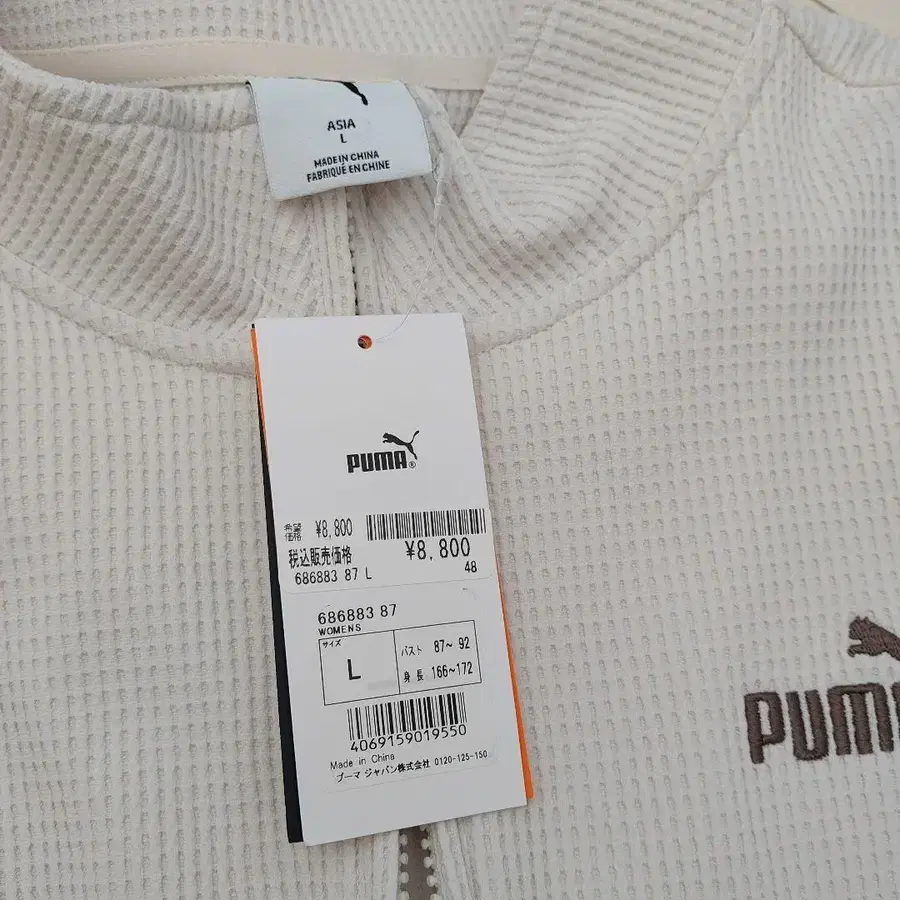 ASIA
L
MADE IN CHINA
FABRIQUÉ EN CHINE
PUMA®
希望価格 ¥8,800
¥8,800
税込販売価格
686883 87 L
48
686883 87
WOMENS
サイズ
L
バスト 87~92
身長 166~172
4069159019550
Made in China
プーマ ジャパン株式会社 0120-125-150
PUM